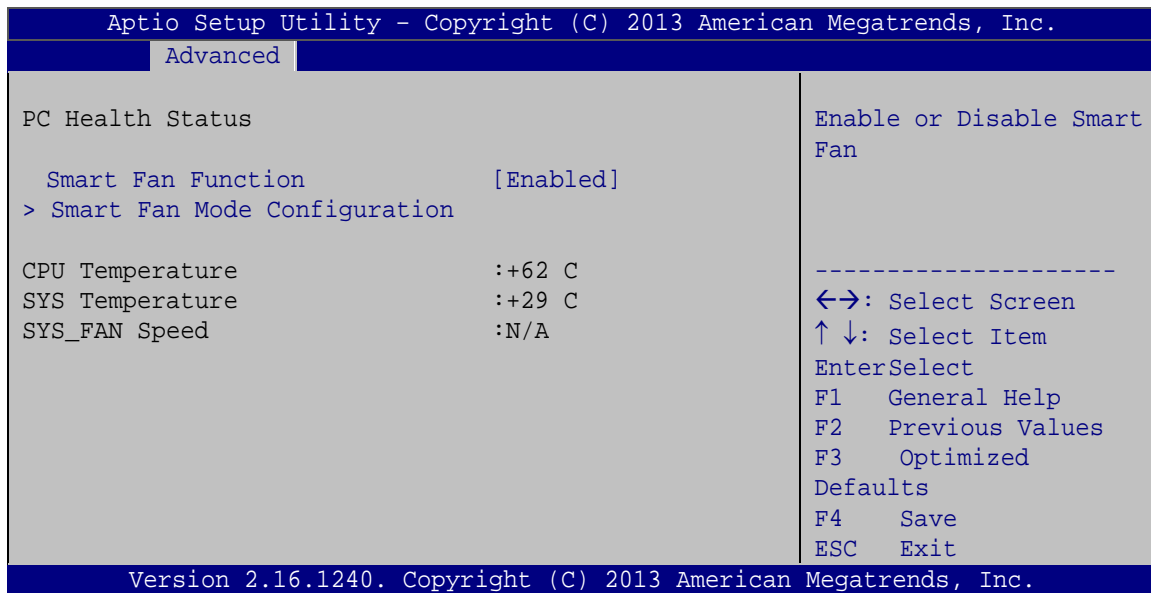 Aptio Setup Utility – Copyright (C) 2013 American Megatrends, Inc.
Advanced
PC Health Status
Smart Fan Function [Enabled]
> Smart Fan Mode Configuration
CPU Temperature :+62 C
SYS Temperature :+29 C
SYS_FAN Speed :N/A
Enable or Disable Smart
Fan
---------------------
←→: Select Screen
↑ ↓: Select Item
EnterSelect
F1 General Help
F2 Previous Values
F3 Optimized
Defaults
F4 Save
ESC Exit
Version 2.16.1240. Copyright (C) 2013 American Megatrends, Inc.